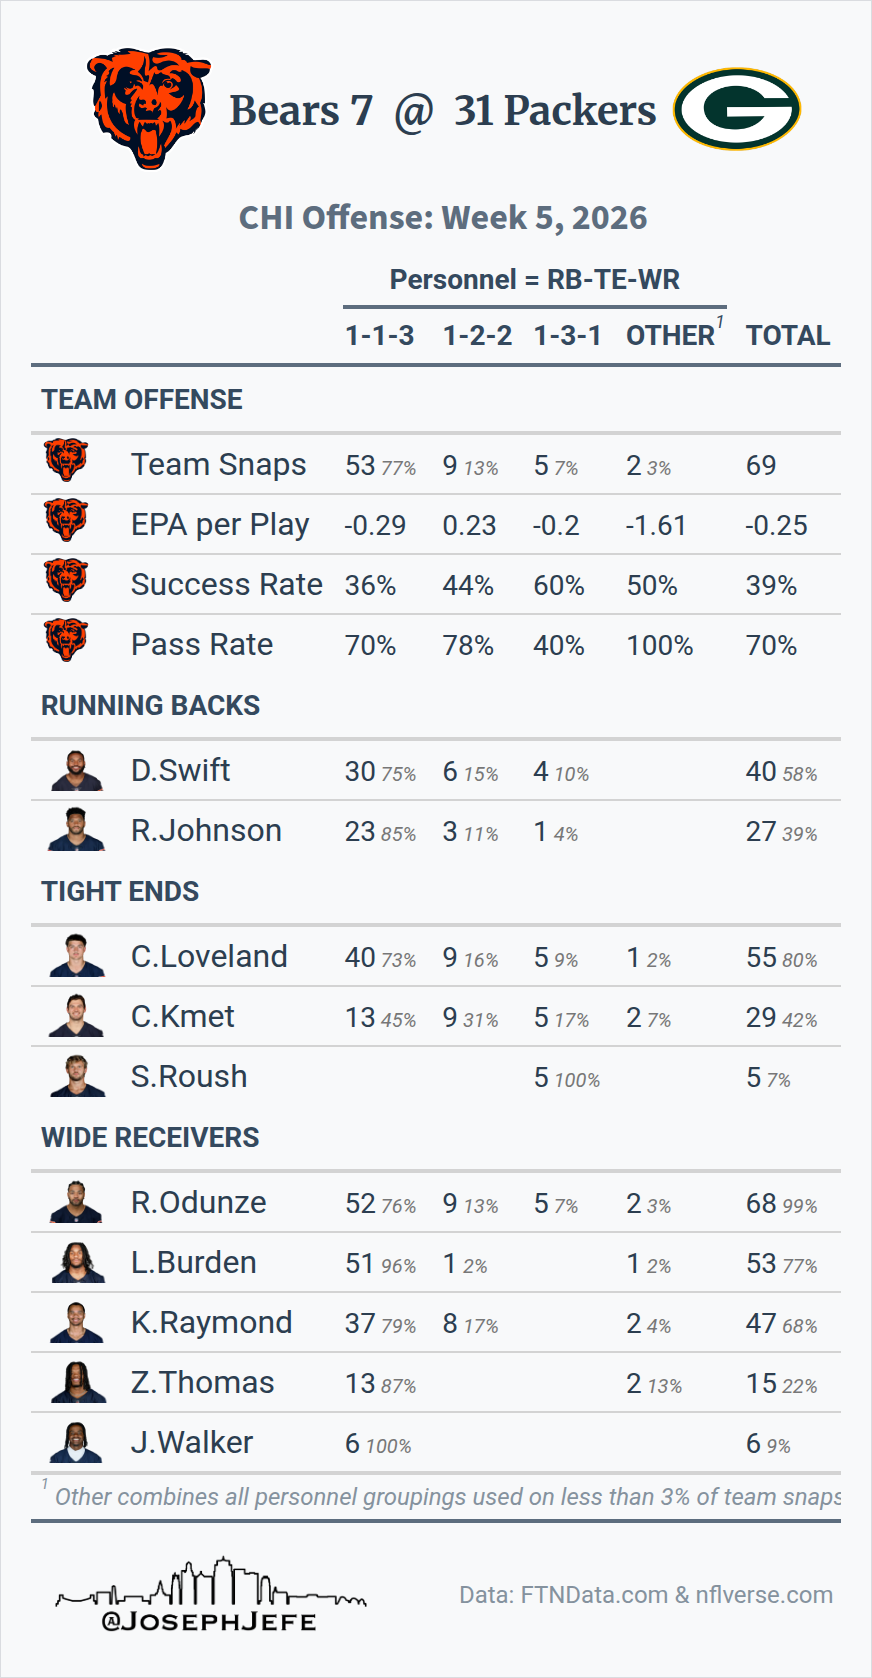 Bears 7 @ 31 Packers
CHI Offense: Week 5, 2026
Personnel = RB-TE-WR
1-1-3 1-2-2 1-3-1 OTHER1 TOTAL
TEAM OFFENSE
Team Snaps 53 77% 9 13% 5 7% 2 3% 69
EPA per Play -0.29 0.23 -0.2 -1.61 -0.25
Success Rate 36% 44% 60% 50% 39%
Pass Rate 70% 78% 40% 100% 70%
RUNNING BACKS
D.Swift 30 75% 6 15% 4 10% 40 58%
R.Johnson 23 85% 3 11% 1 4% 27 39%
TIGHT ENDS
C.Loveland 40 73% 9 16% 5 9% 1 2% 55 80%
C.Kmet 13 45% 9 31% 5 17% 2 7% 29 42%
S.Roush 5 100% 5 7%
WIDE RECEIVERS
R.Odunze 52 76% 9 13% 5 7% 2 3% 68 99%
L.Burden 51 96% 1 2% 1 2% 53 77%
K.Raymond 37 79% 8 17% 2 4% 47 68%
Z.Thomas 13 87% 2 13% 15 22%
J.Walker 6 100% 6 9%
1 Other combines all personnel groupings used on less than 3% of team snaps
@JOSEPHJEFE
Data: FTNData.com & nflverse.com